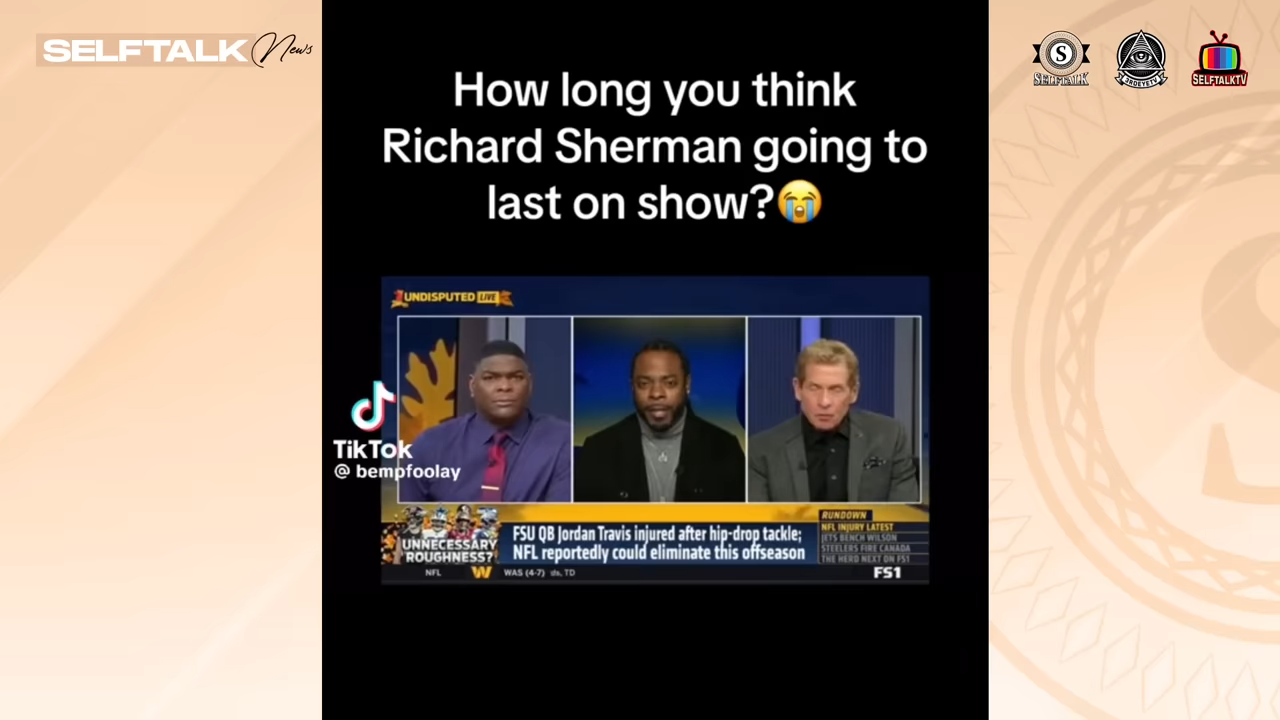 SELFTALK News
How long you think
Richard Sherman going to
last on show?😭
SELFTALK
3RDEYETV
SELFTALKTV
S
UNDISPUTED LIVE
TikTok
@ bempfoolay
UNNECESSARY
ROUGHNESS?
FSU QB Jordan Travis injured after hip-drop tackle;
NFL reportedly could eliminate this offseason
RUNDOWN
NFL INJURY LATEST
JETS BENCH WILSON
STEELERS FIRE CANADA
THE HERD NEXT ON FS1
NFL
W
WAS (4-7)
TD
FS1